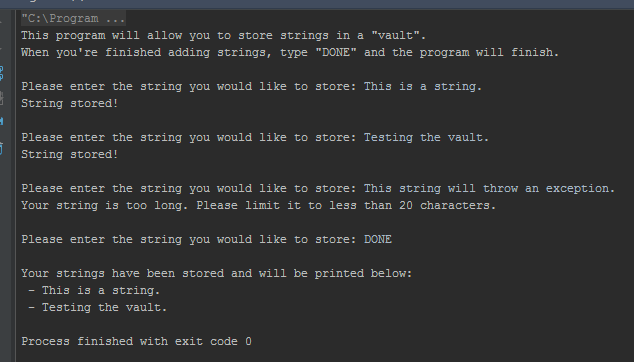 "C:\Program ...
This program will allow you to store strings in a "vault".
When you're finished adding strings, type "DONE" and the program will finish.
Please enter the string you would like to store: This is a string.
String stored!
Please enter the string you would like to store: Testing the vault.
String stored!
Please enter the string you would like to store: This string will throw an exception.
Your string is too long. Please limit it to less than 20 characters.
Please enter the string you would like to store: DONE
Your strings have been stored and will be printed below:
- This is a string.
- Testing the vault.
Process finished with exit code 0